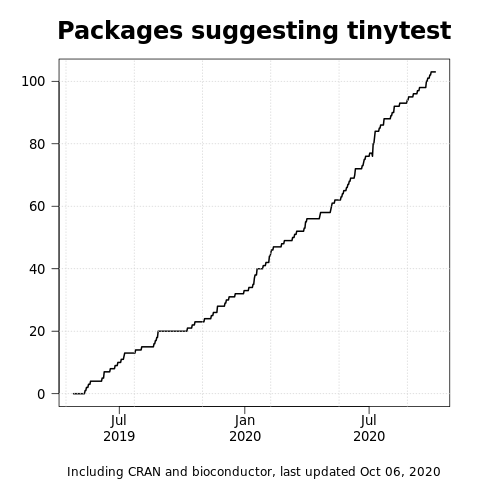 Packages suggesting tinytest
100
80
60
40
20
0
Jul
2019
Jan
2020
Jul
2020
Including CRAN and bioconductor, last updated Oct 06, 2020